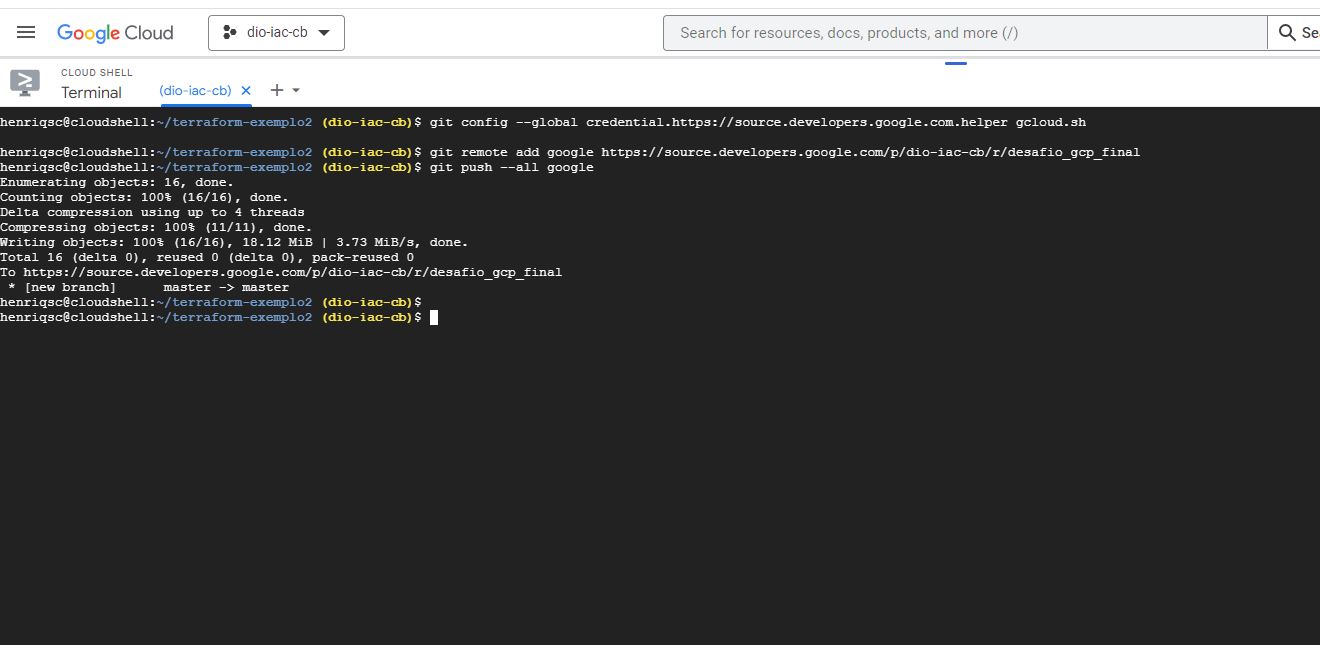 Google Cloud
dio-iac-cb
Search for resources, docs, products, and more (/)
Se
CLOUD SHELL
Terminal
(dio-iac-cb)
henriqsc@cloudshell:~/terraform-exemplo2 (dio-iac-cb)$ git config --global credential.https://source.developers.google.com.helper gcloud.sh
henriqsc@cloudshell:~/terraform-exemplo2 (dio-iac-cb)$ git remote add google https://source.developers.google.com/p/dio-iac-cb/r/desafio_gcp_final
henriqsc@cloudshell:~/terraform-exemplo2 (dio-iac-cb)$ git push --all google
Enumerating objects: 16, done.
Counting objects: 100% (16/16), done.
Delta compression using up to 4 threads
Compressing objects: 100% (11/11), done.
Writing objects: 100% (16/16), 18.12 MiB | 3.73 MiB/s, done.
Total 16 (delta 0), reused 0 (delta 0), pack-reused 0
To https://source.developers.google.com/p/dio-iac-cb/r/desafio_gcp_final
 * [new branch]      master -> master
henriqsc@cloudshell:~/terraform-exemplo2 (dio-iac-cb)$
henriqsc@cloudshell:~/terraform-exemplo2 (dio-iac-cb)$